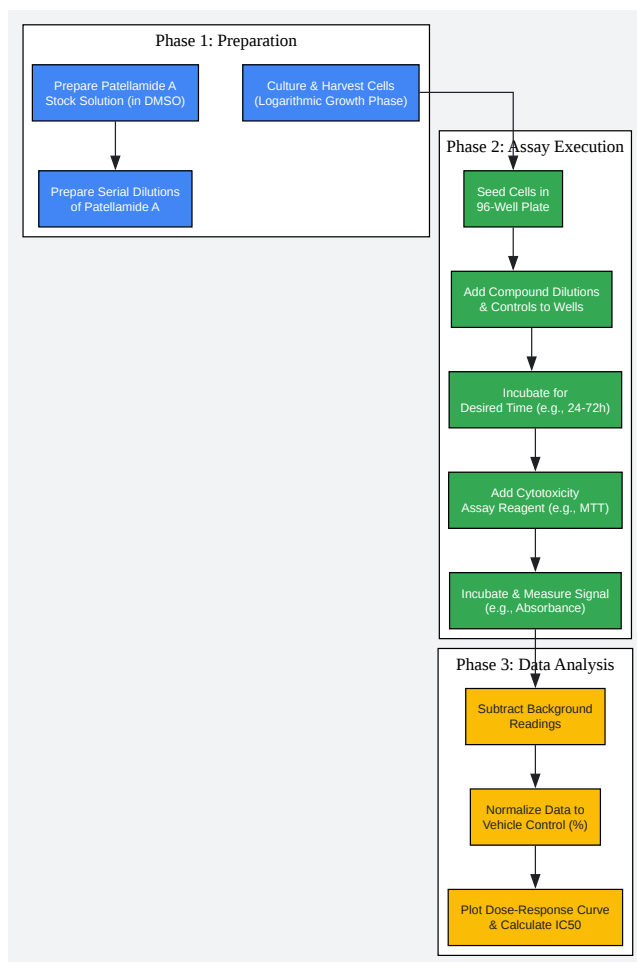 Phase 1: Preparation
Prepare Patellamide A
Stock Solution (in DMSO)
Culture & Harvest Cells
(Logarithmic Growth Phase)
Prepare Serial Dilutions
of Patellamide A
Phase 2: Assay Execution
Seed Cells in
96-Well Plate
Add Compound Dilutions
& Controls to Wells
Incubate for
Desired Time (e.g., 24-72h)
Add Cytotoxicity
Assay Reagent (e.g., MTT)
Incubate & Measure Signal
(e.g., Absorbance)
Phase 3: Data Analysis
Subtract Background
Readings
Normalize Data to
Vehicle Control (%)
Plot Dose-Response Curve
& Calculate IC50